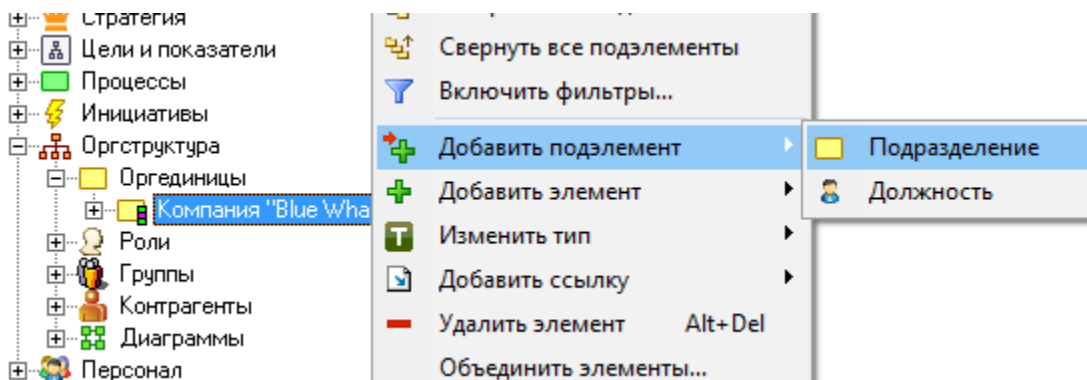 Стратегия
Цели и показатели
Процессы
Инициативы
Оргструктура
Оргединицы
Компания "Blue Wha
Роли
Группы
Контрагенты
Диаграммы
Персонал
Свернуть все подэлементы
Включить фильтры...
Добавить подэлемент
Добавить элемент
Изменить тип
Добавить ссылку
Удалить элемент Alt+Del
Объединить элементы...
Подразделение
Должность